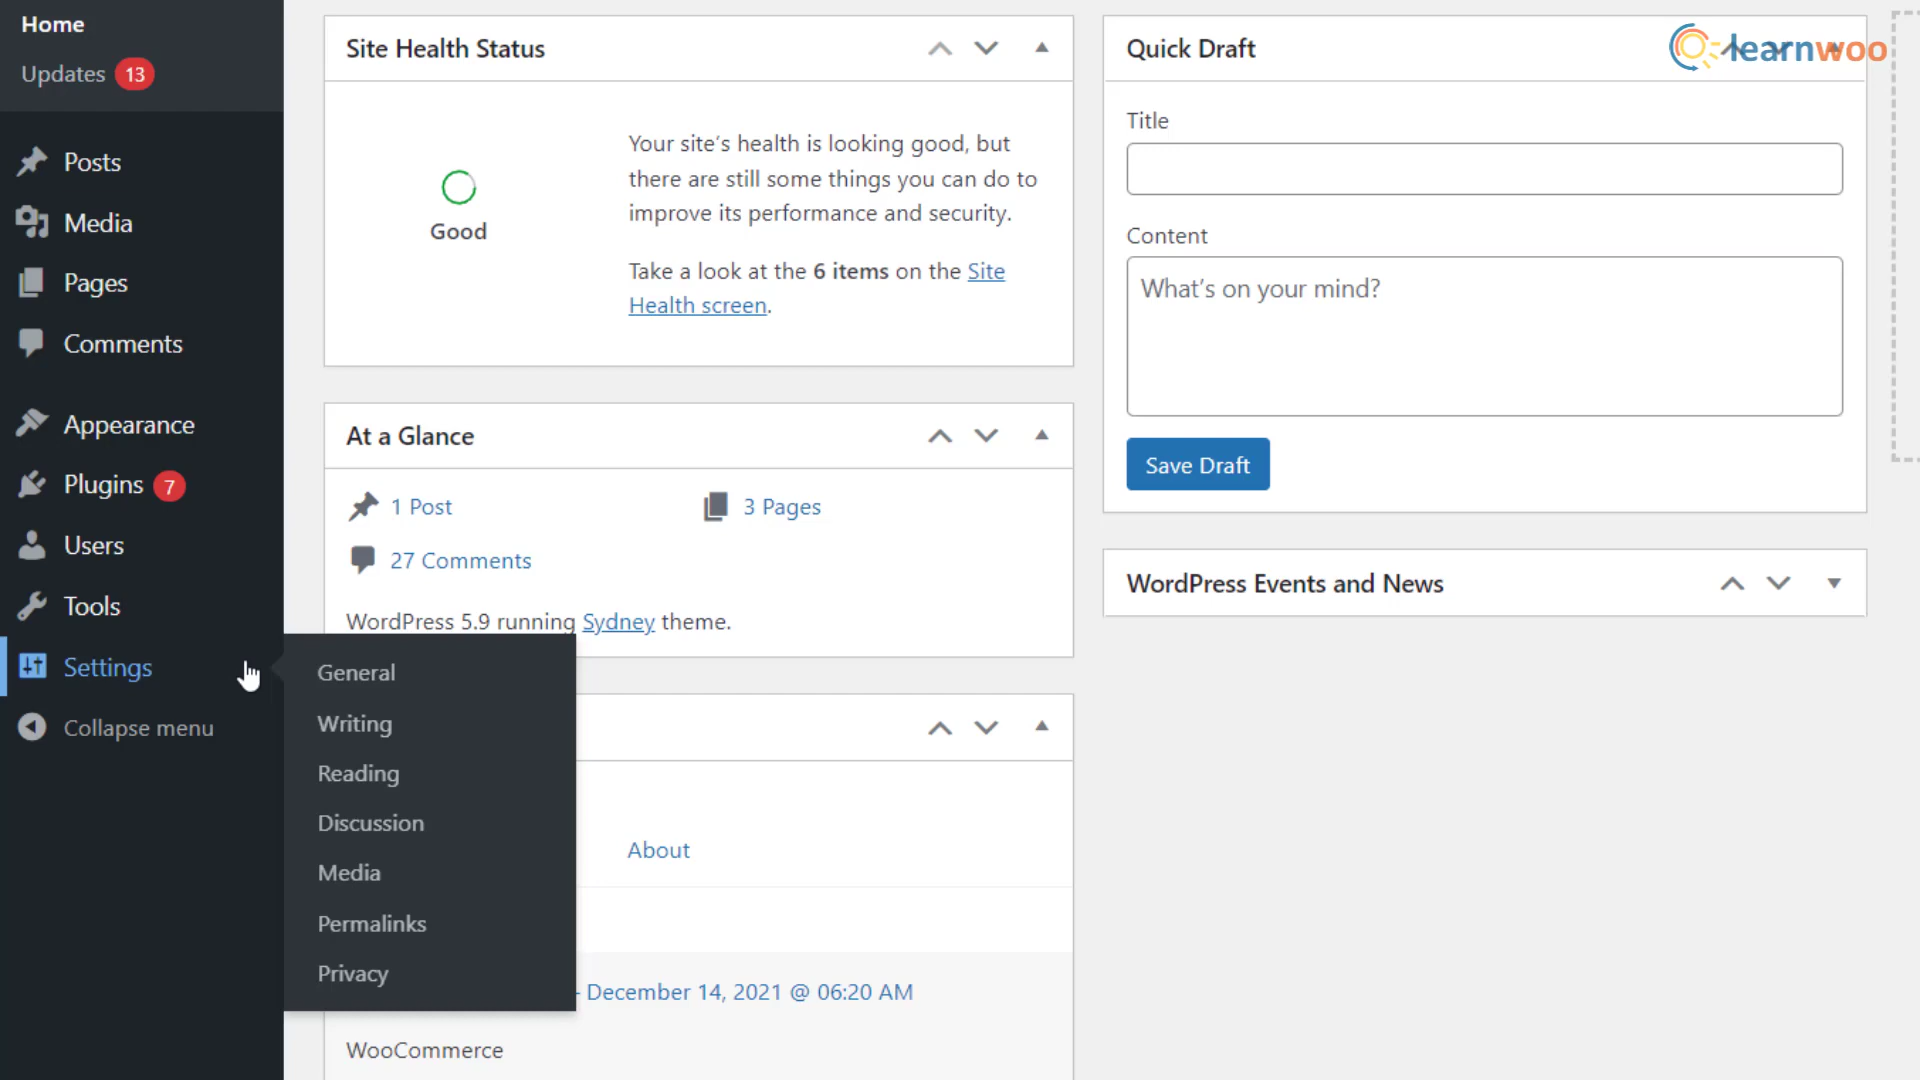 Home
Updates 13
Posts
Media
Pages
Comments
Appearance
Plugins 7
Users
Tools
Settings
Collapse menu
General
Writing
Reading
Discussion
Media
Permalinks
Privacy
Site Health Status
Good
Your site's health is looking good, but
there are still some things you can do to
improve its performance and security.
Take a look at the 6 items on the Site
Health screen.
At a Glance
1 Post
3 Pages
27 Comments
WordPress 5.9 running Sydney theme.
About
- December 14, 2021 @ 06:20 AM
WooCommerce
Quick Draft
learnwoo
Title
Content
What's on your mind?
Save Draft
WordPress Events and News